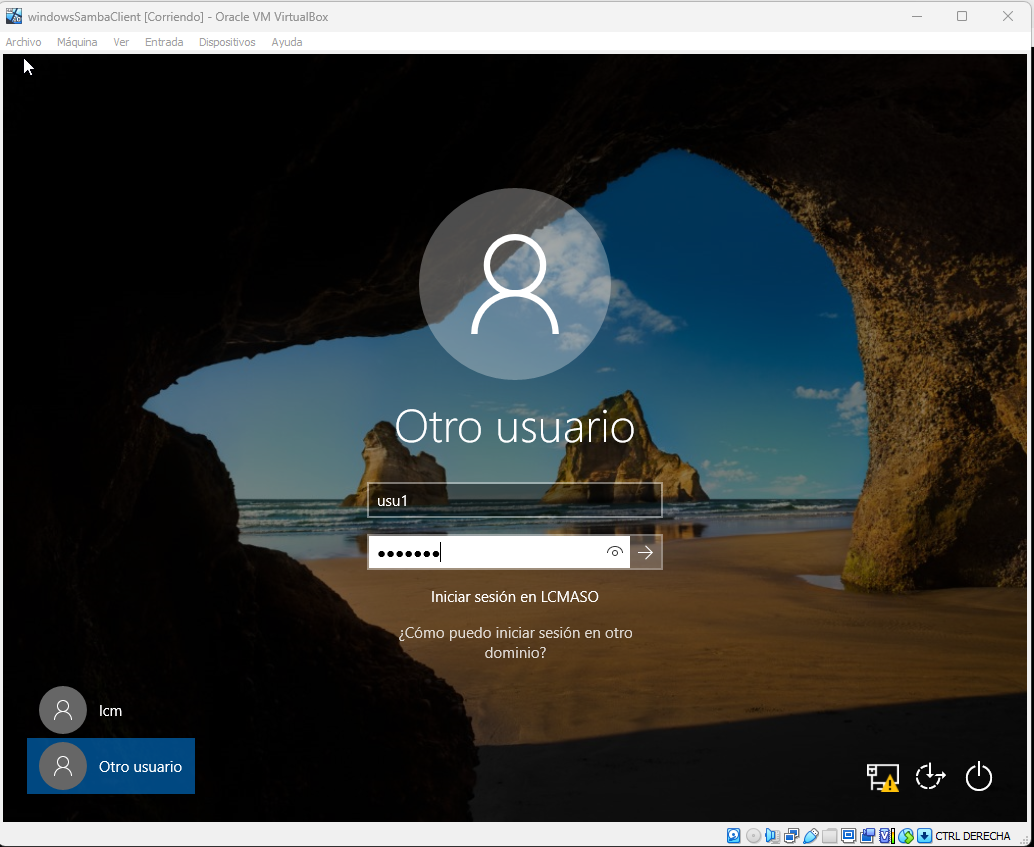 windowsSambaClient [Corriendo] - Oracle VM VirtualBox
Archivo Máquina Ver Entrada Dispositivos Ayuda
Otro usuario
usu1
Iniciar sesión en LCMASO
¿Cómo puedo iniciar sesión en otro
dominio?
lcm
Otro usuario
CTRL DERECHA